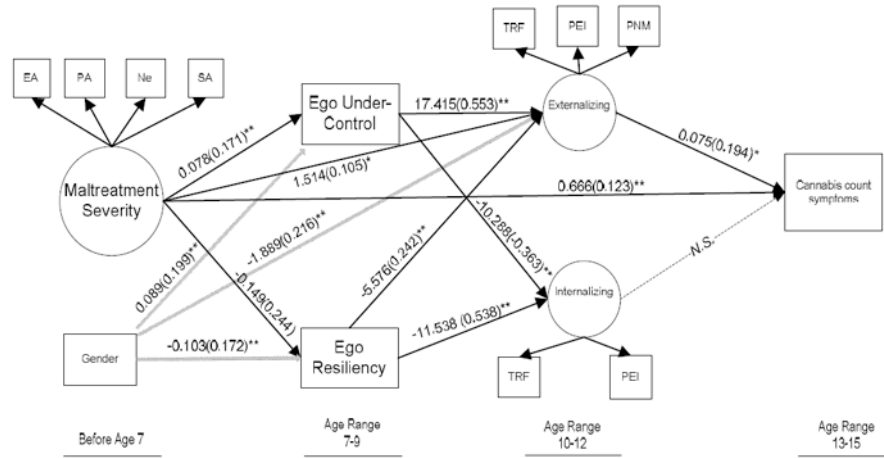 TRF
PEI
PNM
EA
PA
Ne
SA
Ego Under-
Control
17.415(0.553)**
Externalizing
0.078(0.171)**
1.514(0.105)*
0.075(0.194)*
Maltreatment
Severity
0.666(0.123)**
Cannabis count
symptoms
-1.889(0.216)**
-10.288(-0.363)**
0.089(0.199)**
-0.149(0.244)
-5.576(0.242)**
N.S.
Internalizing
Gender
-0.103(0.172)**
Ego
Resiliency
-11.538 (0.538)**
TRF
PEI
Before Age 7
Age Range
7-9
Age Range
10-12
Age Range
13-15